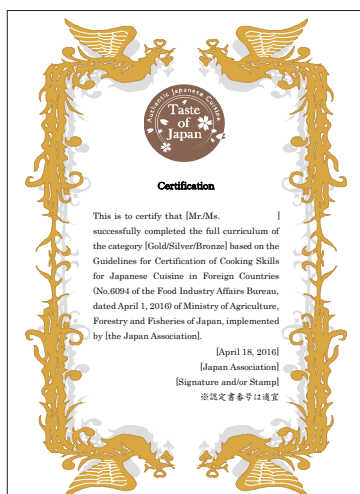 Authentic Japanese Cuisine
Taste
of
Japan
Certification
This is to certify that [Mr./Ms. ]
successfully completed the full curriculum of
the category [Gold/Silver/Bronze] based on the
Guidelines for Certification of Cooking Skills
for Japanese Cuisine in Foreign Countries
(No.6094 of the Food Industry Affairs Bureau,
dated April 1, 2016) of Ministry of Agriculture,
Forestry and Fisheries of Japan, implemented
by [the Japan Association].
[April 18, 2016]
[Japan Association]
[Signature and/or Stamp]
※認定書番号は適宜